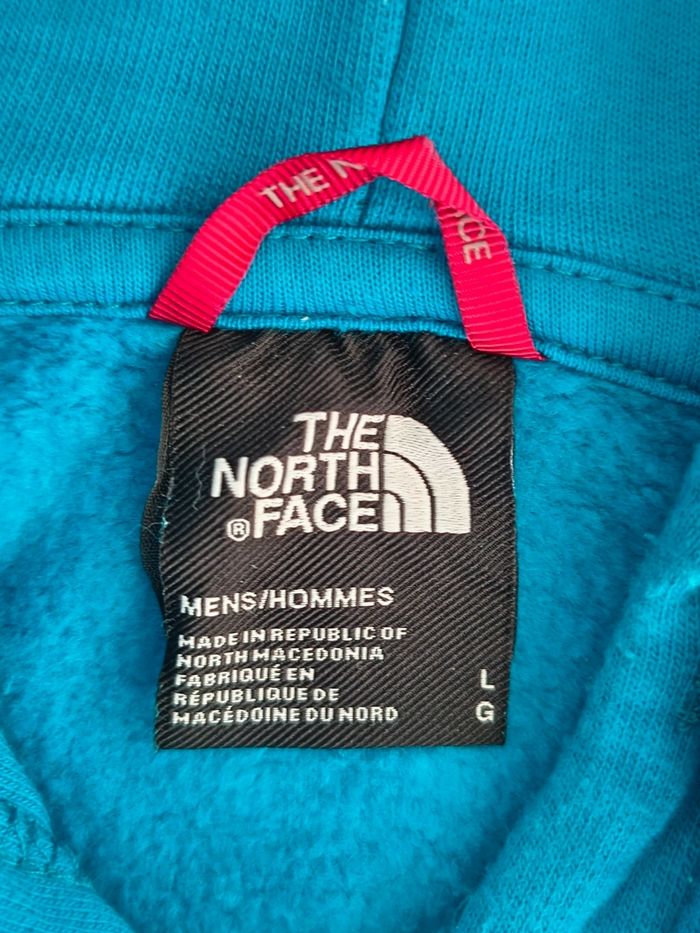 THE N
CE
THE
NORTH
® FACE
MENS/HOMMES
MADE IN REPUBLIC OF
NORTH MACEDONIA
FABRIQUÉ EN
RÉPUBLIQUE DE
MACÉDOINE DU NORD
L
G